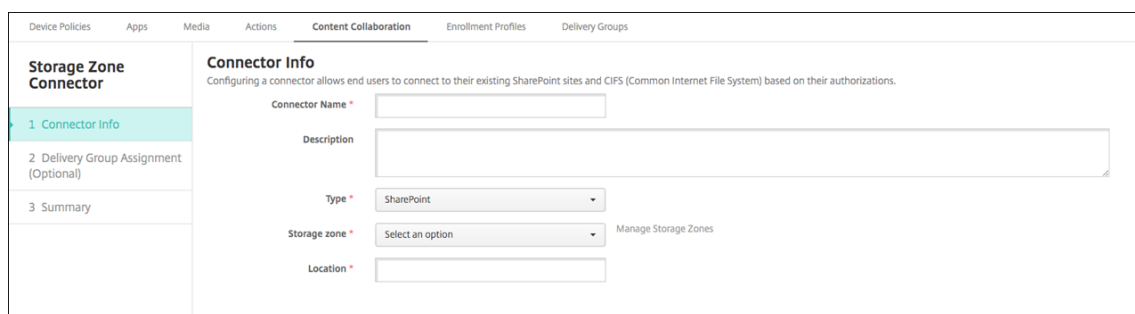 Device Policies Apps Media Actions Content Collaboration Enrollment Profiles Delivery Groups
Storage Zone
Connector
1 Connector Info
2 Delivery Group Assignment
(Optional)
3 Summary
Connector Info
Configuring a connector allows end users to connect to their existing SharePoint sites and CIFS (Common Internet File System) based on their authorizations.
Connector Name *
Description
Type * SharePoint
Storage zone * Select an option Manage Storage Zones
Location *